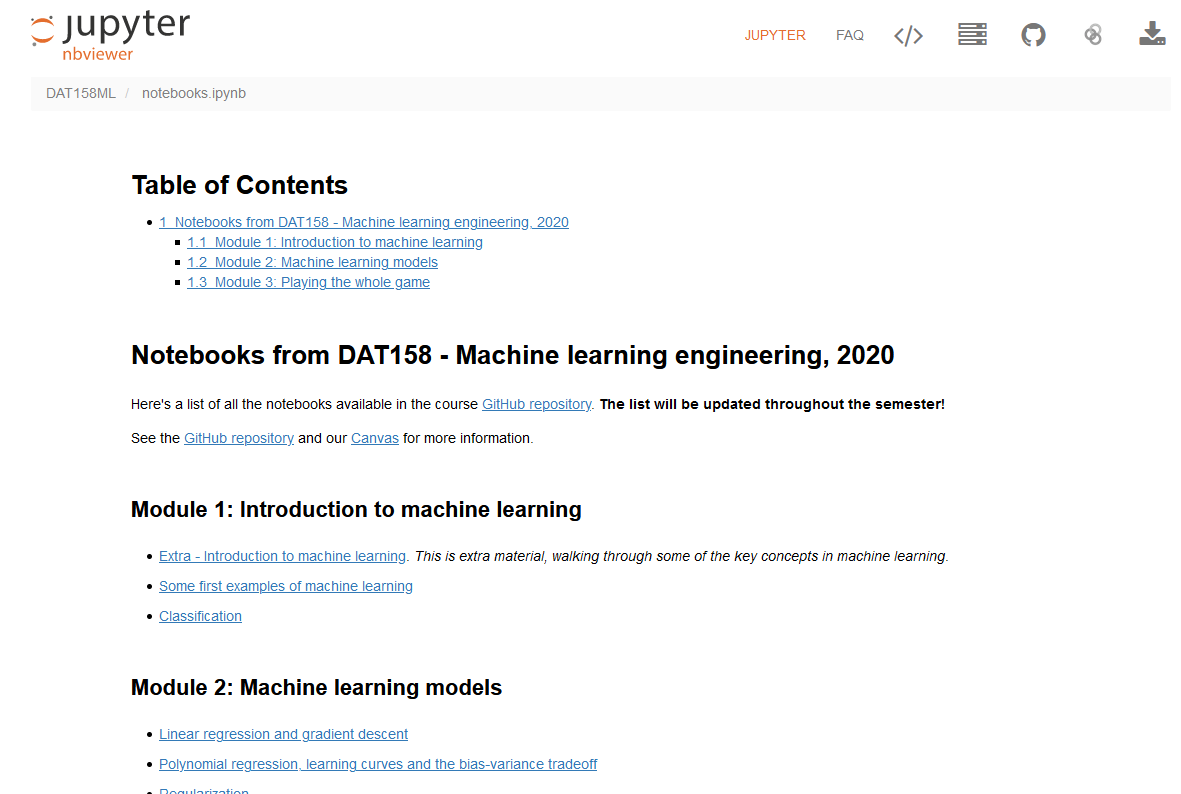 jupyter
nbviewer
JUPYTER FAQ </>
DAT158ML / notebooks.ipynb
Table of Contents
1 Notebooks from DAT158 - Machine learning engineering, 2020
1.1 Module 1: Introduction to machine learning
1.2 Module 2: Machine learning models
1.3 Module 3: Playing the whole game
Notebooks from DAT158 - Machine learning engineering, 2020
Here's a list of all the notebooks available in the course GitHub repository. The list will be updated throughout the semester!
See the GitHub repository and our Canvas for more information.
Module 1: Introduction to machine learning
Extra - Introduction to machine learning. This is extra material, walking through some of the key concepts in machine learning.
Some first examples of machine learning
Classification
Module 2: Machine learning models
Linear regression and gradient descent
Polynomial regression, learning curves and the bias-variance tradeoff
Regularization